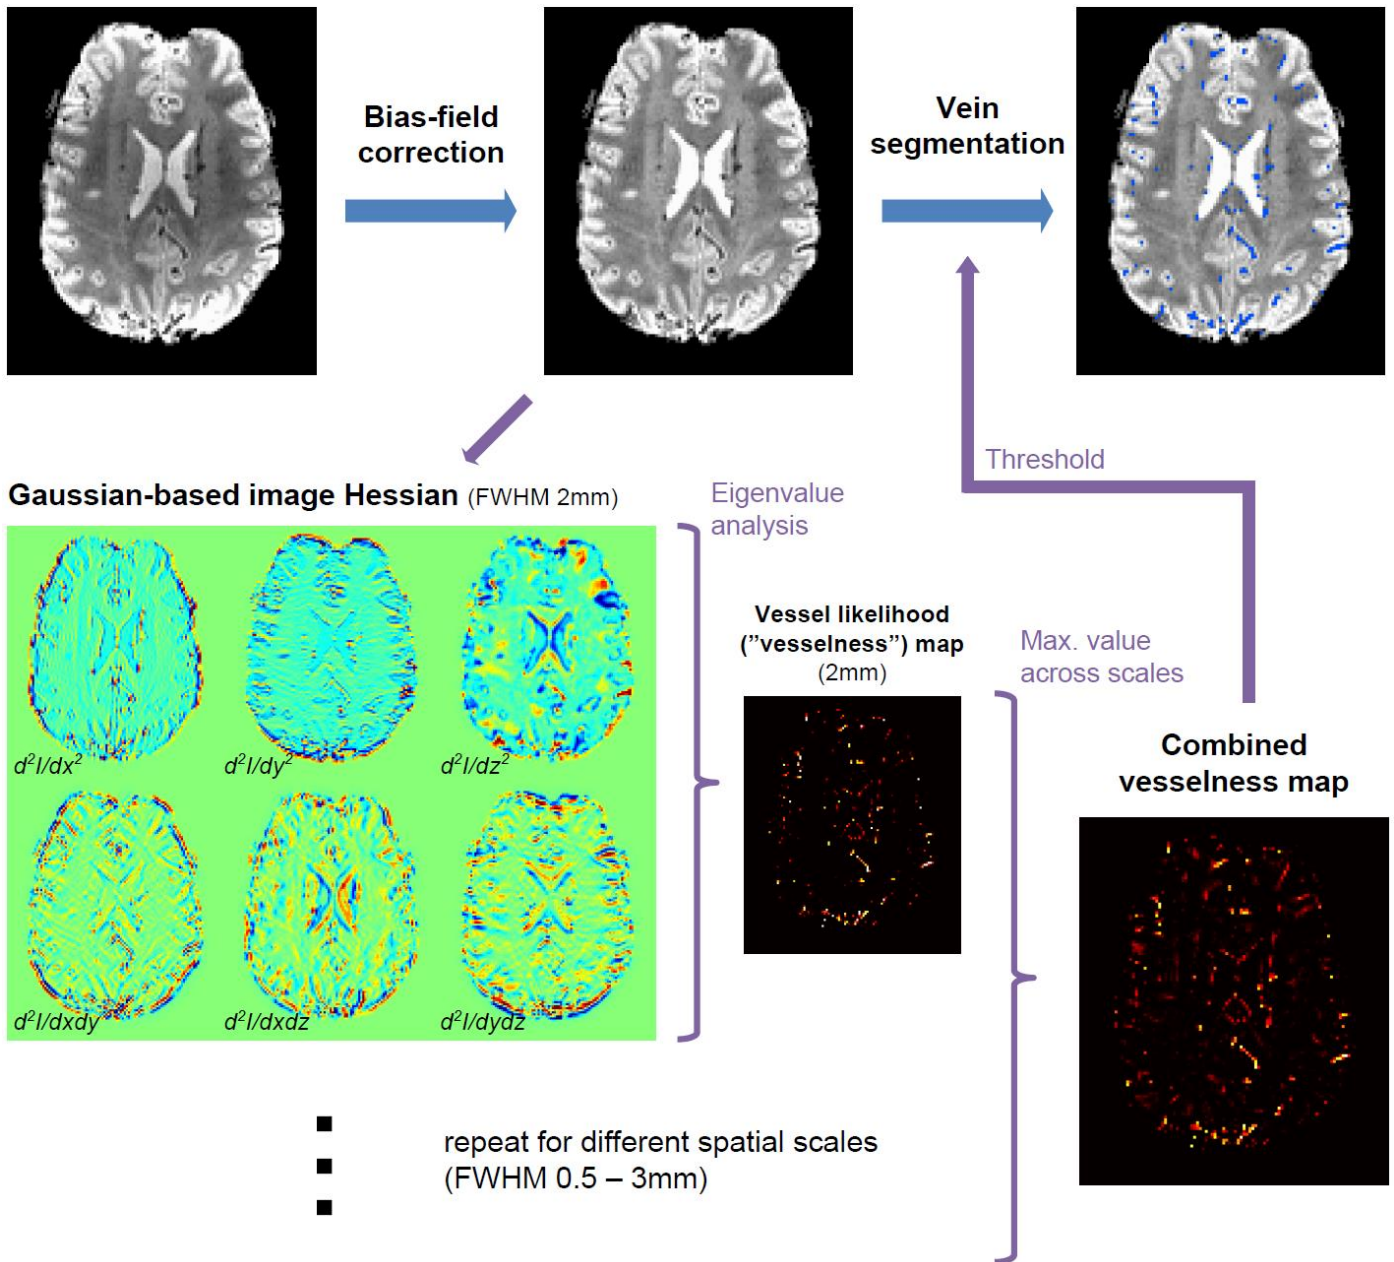 Bias-field
correction
Vein
segmentation
Threshold
Gaussian-based image Hessian (FWHM 2mm)
Eigenvalue
analysis
d²I/dx²
d²I/dy²
d²I/dz²
d²I/dxdy
d²I/dxdz
d²I/dydz
Vessel likelihood
(”vesselness”) map
(2mm)
Max. value
across scales
Combined
vesselness map
repeat for different spatial scales
(FWHM 0.5 – 3mm)